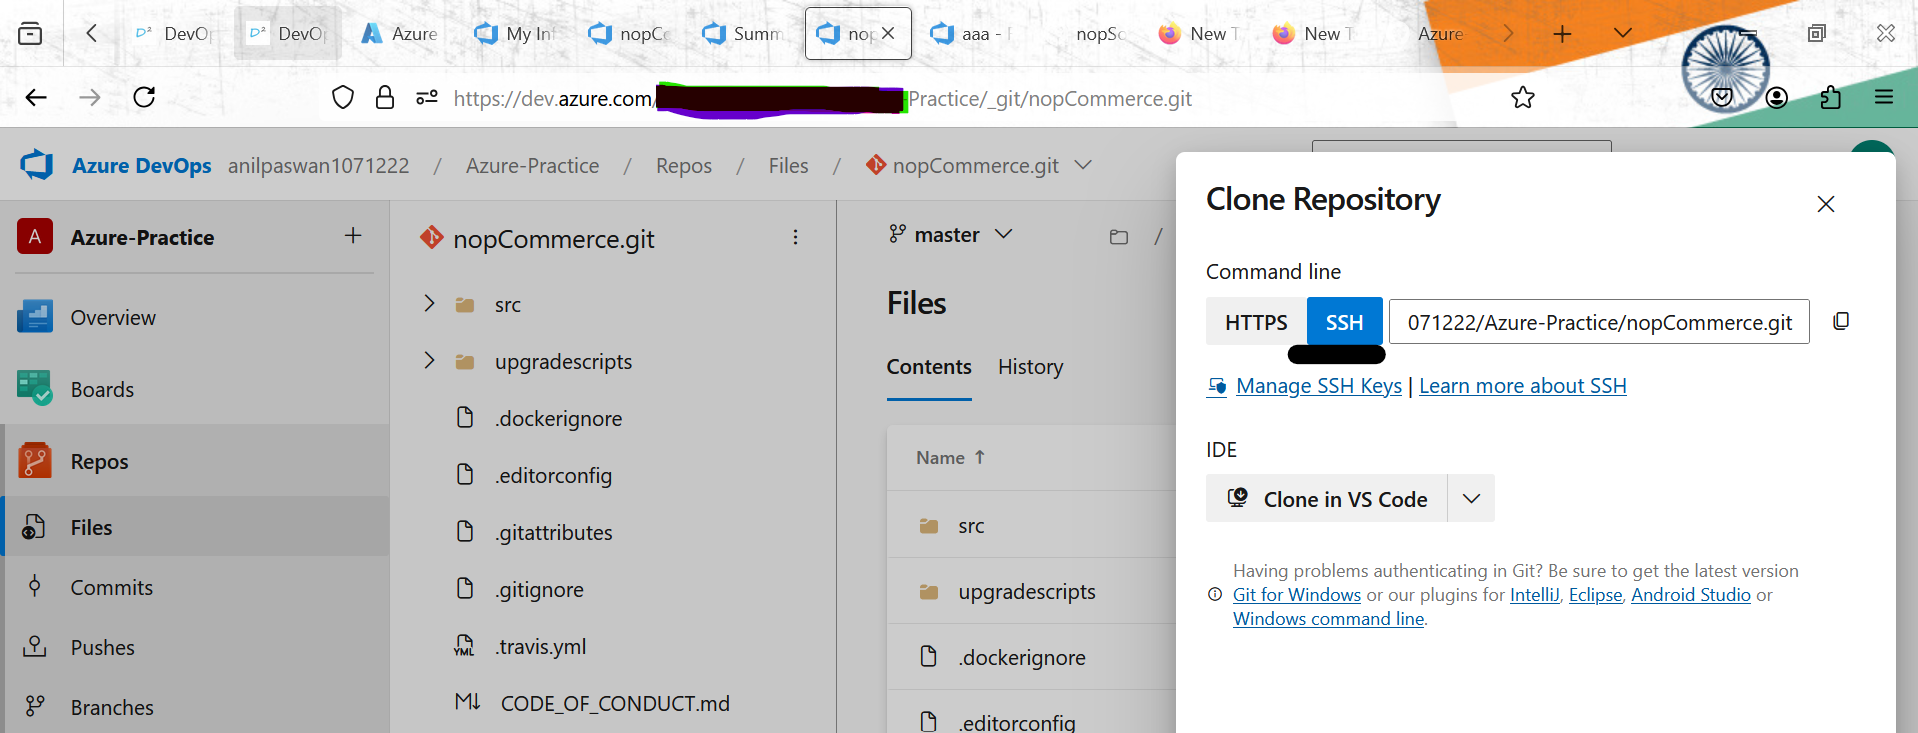 DevO
DevO
Azure
My In
nopC
Summ
nop
aaa -
nopS
New T
New T
Azure
https://dev.azure.com/
Practice/_git/nopCommerce.git
Azure DevOps anilpaswan1071222 / Azure-Practice / Repos / Files / nopCommerce.git
A Azure-Practice
Overview
Boards
Repos
Files
Commits
Pushes
Branches
nopCommerce.git
src
upgradescripts
.dockerignore
.editorconfig
.gitattributes
.gitignore
YML .travis.yml
M↓ CODE_OF_CONDUCT.md
master /
Files
Contents History
Name ↑
src
upgradescripts
.dockerignore
.editorconfig
Clone Repository
Command line
HTTPS SSH 071222/Azure-Practice/nopCommerce.git
Manage SSH Keys | Learn more about SSH
IDE
Clone in VS Code
Having problems authenticating in Git? Be sure to get the latest version
Git for Windows or our plugins for IntelliJ, Eclipse, Android Studio or
Windows command line.